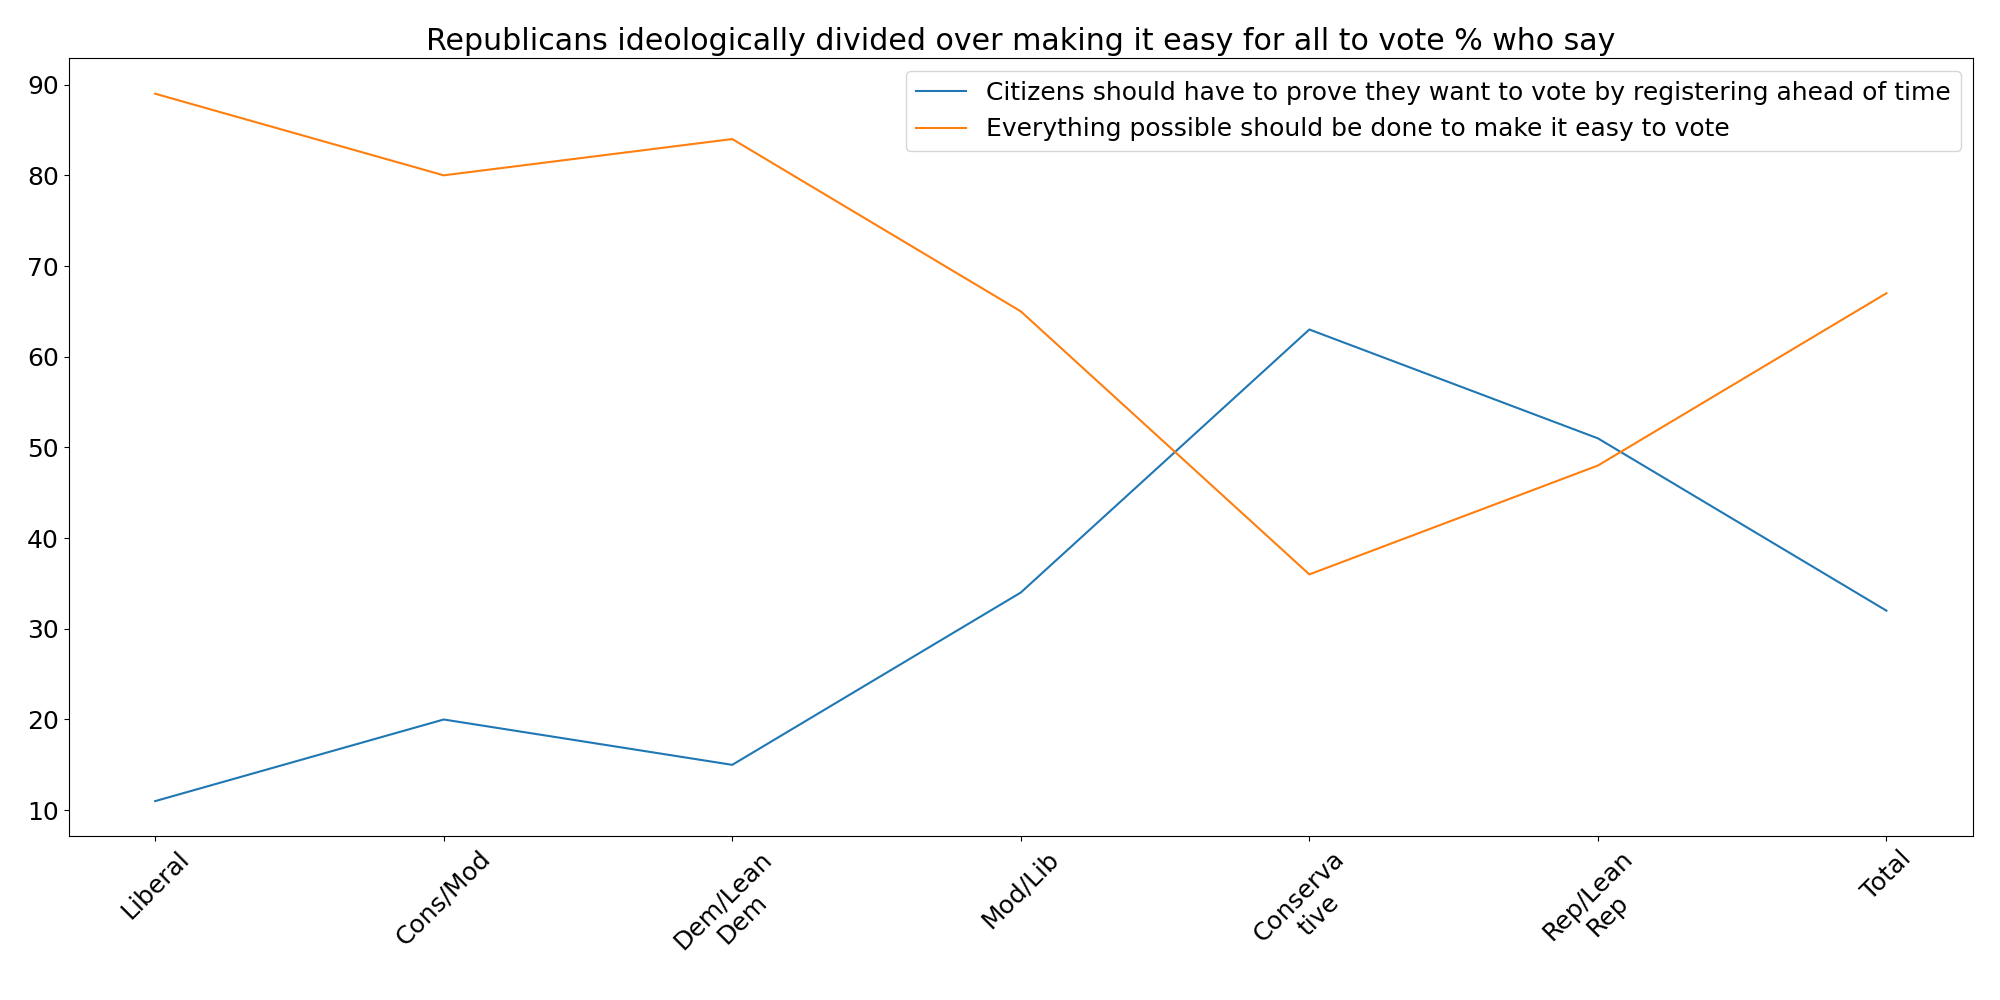 Republicans ideologically divided over making it easy for all to vote % who say
Citizens should have to prove they want to vote by registering ahead of time
Everything possible should be done to make it easy to vote
90
80
70
60
50
40
30
20
10
Liberal
Cons/Mod
Dem/Lean
Dem
Mod/Lib
Conserva
tive
Rep/Lean
Rep
Total